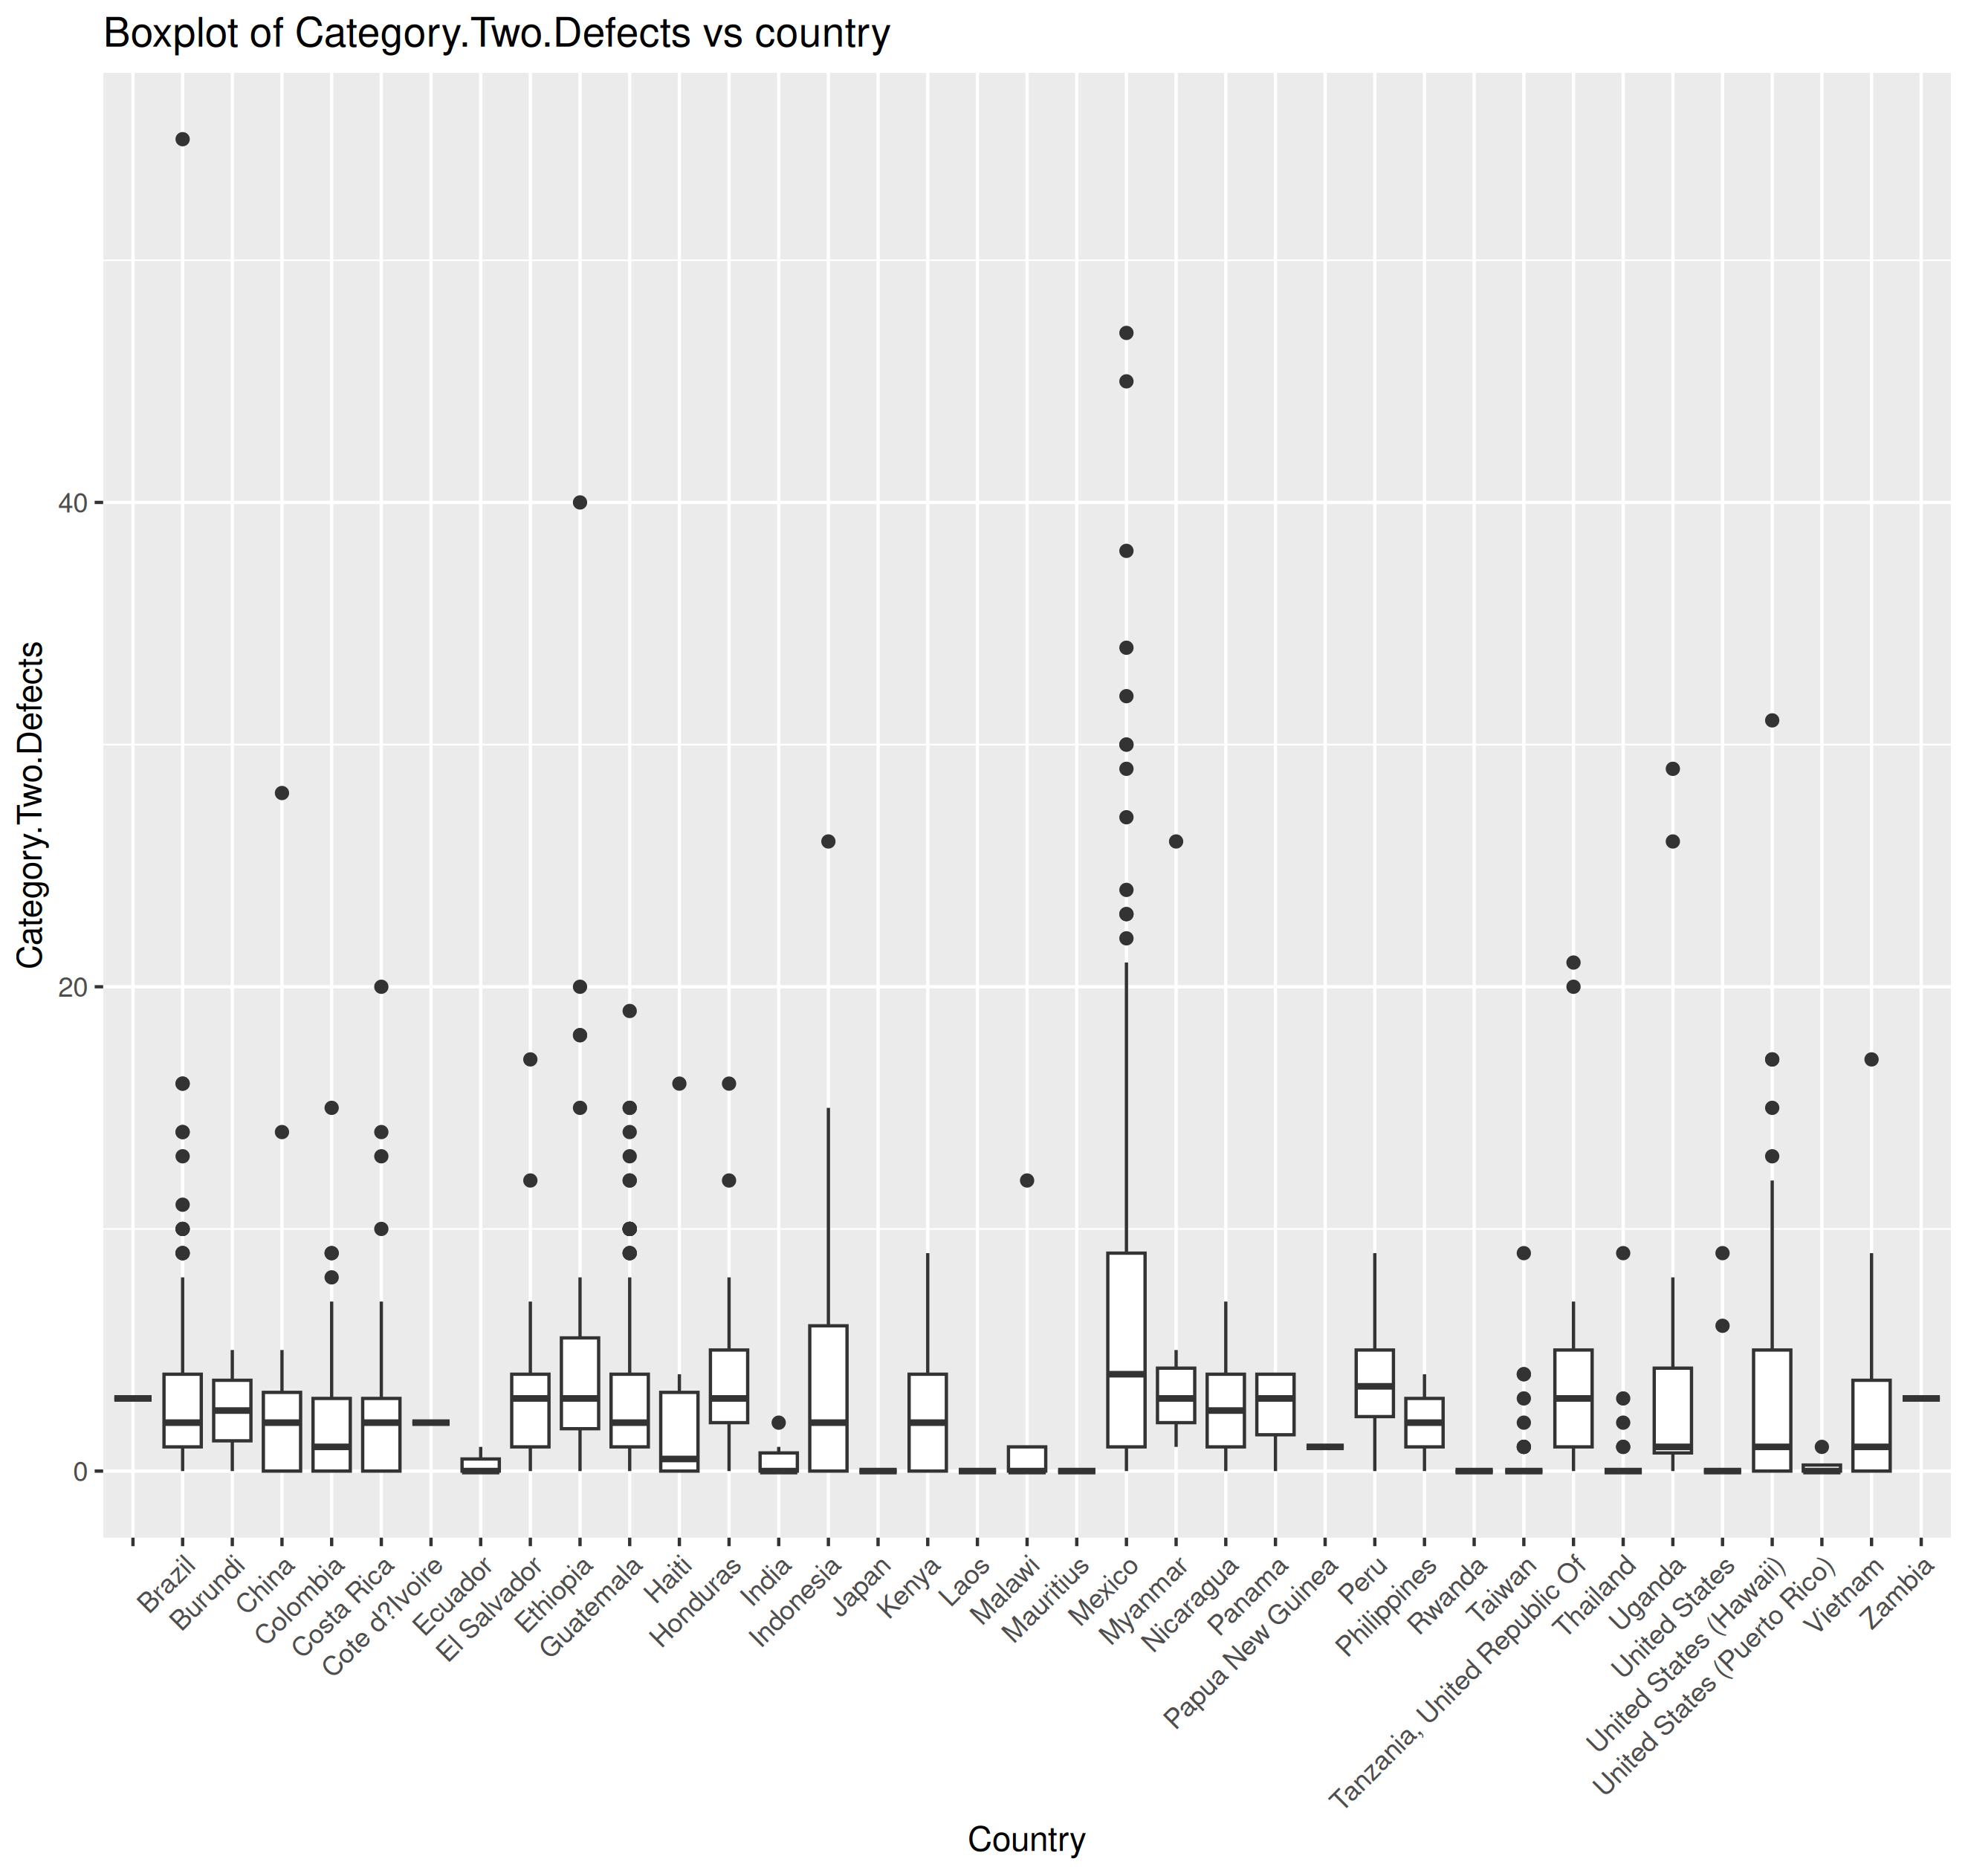 Boxplot of Category.Two.Defects vs country
Category.Two.Defects
40
20
0
Brazil
Burundi
China
Colombia
Costa Rica
Cote d?Ivoire
Ecuador
El Salvador
Ethiopia
Guatemala
Haiti
Honduras
India
Indonesia
Japan
Kenya
Laos
Malawi
Mauritius
Mexico
Myanmar
Nicaragua
Panama
Papua New Guinea
Peru
Philippines
Rwanda
Taiwan
Tanzania, United Republic Of
Thailand
Uganda
United States
United States (Hawaii)
United States (Puerto Rico)
Vietnam
Zambia
Country